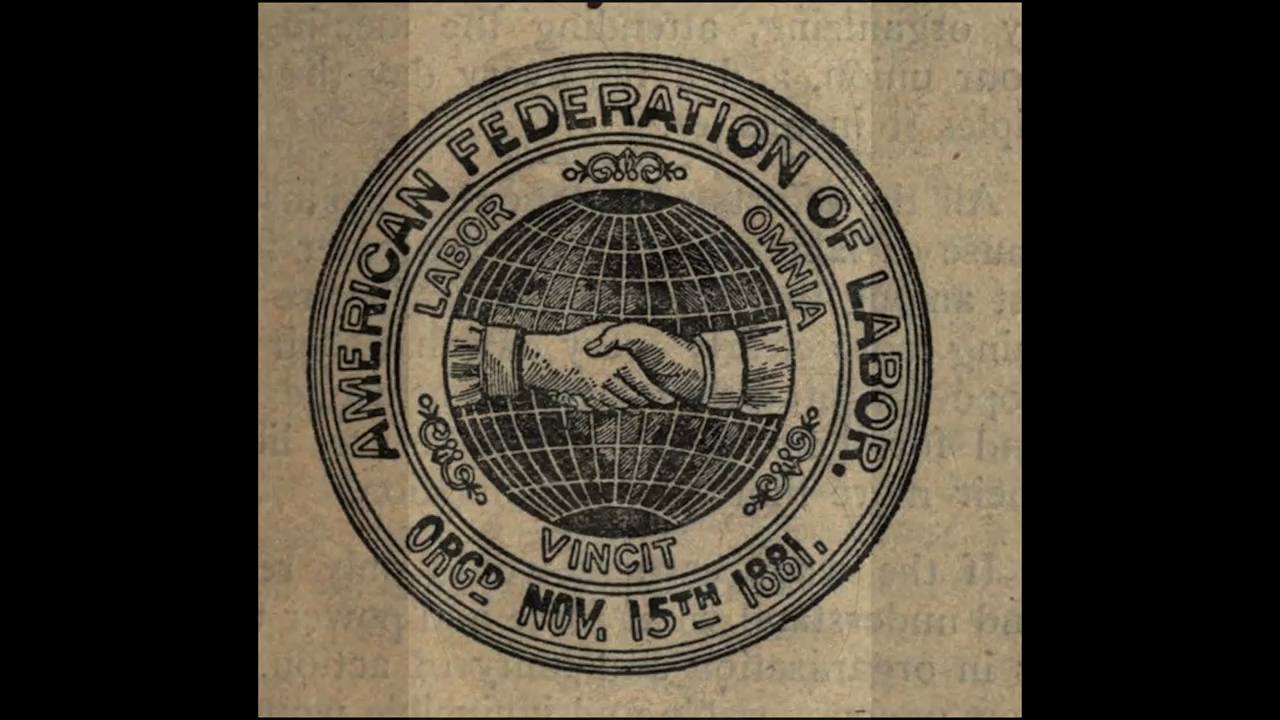 AMERICAN FEDERATION OF LABOR.
LABOR
OMNIA
VINCIT
ORGD NOV. 15TH 1881.